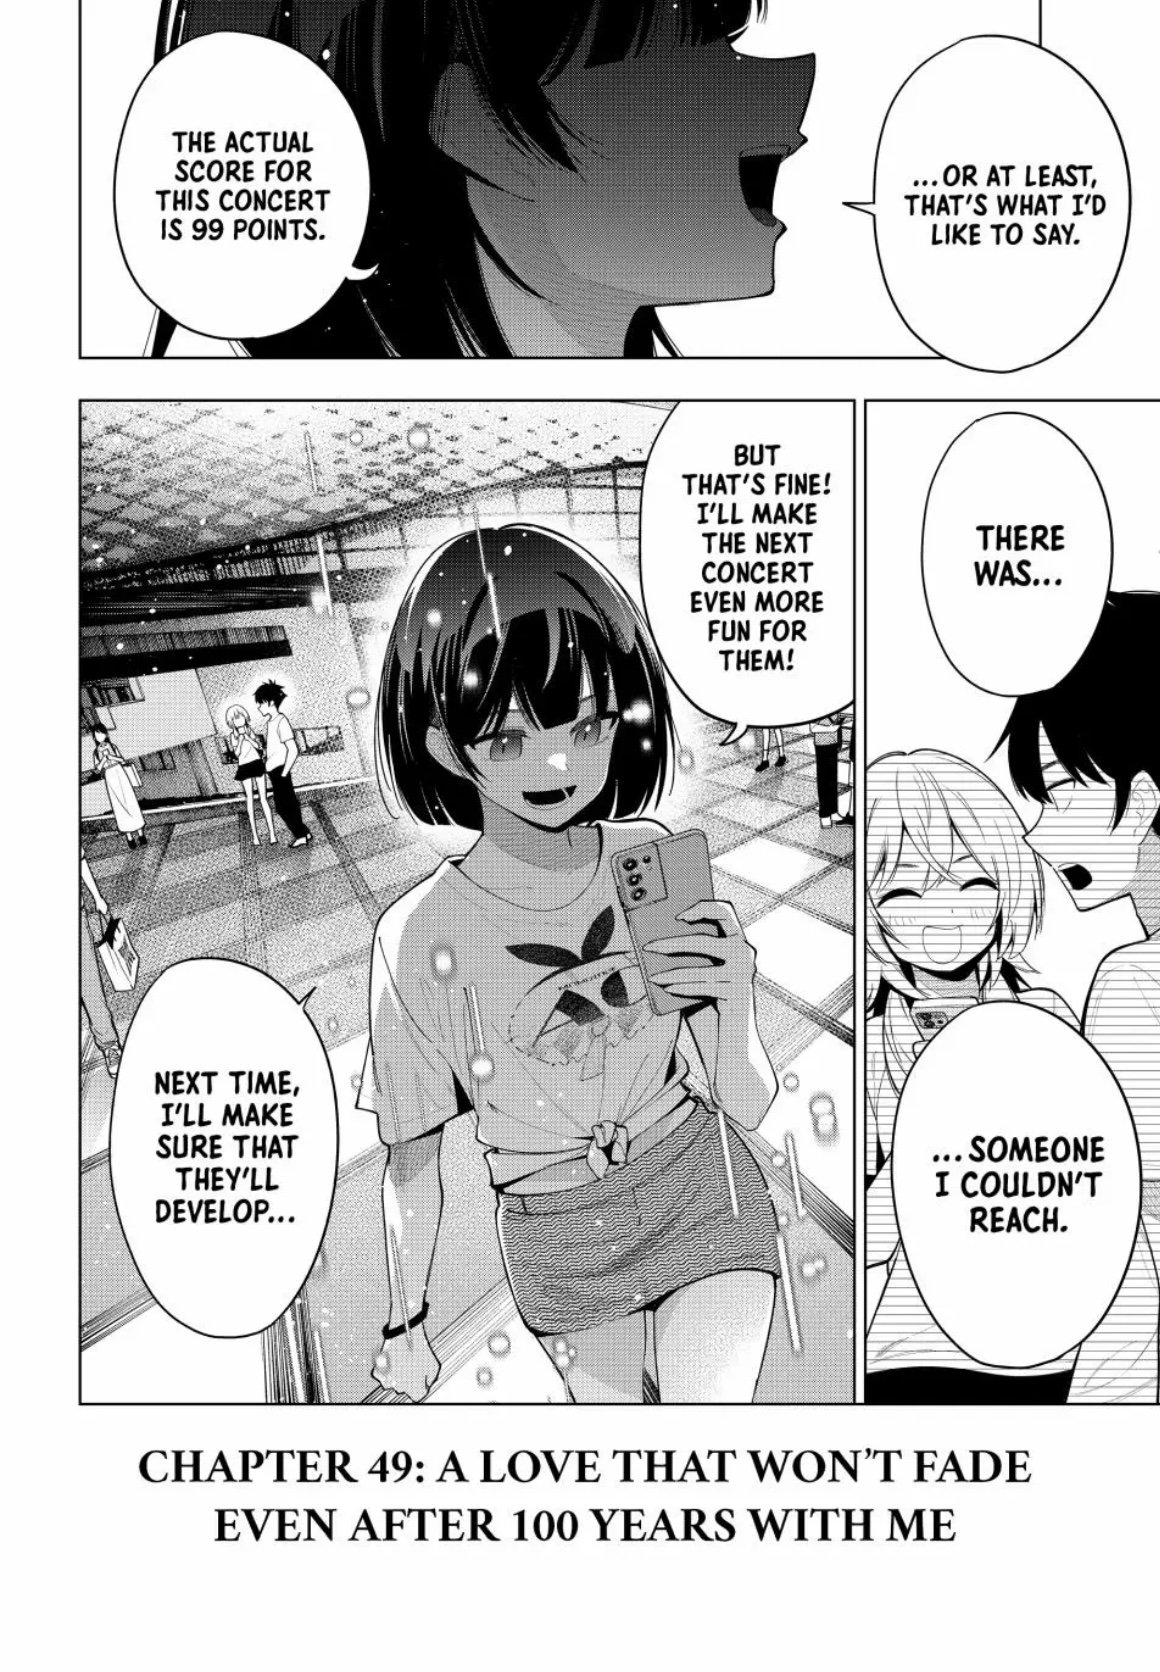 ...OR AT LEAST,
THAT'S WHAT I'D
LIKE TO SAY.
THE ACTUAL
SCORE FOR
THIS CONCERT
IS 99 POINTS.
THERE
WAS...
...SOMEONE
I COULDN'T
REACH.
BUT
THAT'S FINE!
I'LL MAKE
THE NEXT
CONCERT
EVEN MORE
FUN FOR
THEM!
NEXT TIME,
I'LL MAKE
SURE THAT
THEY'LL
DEVELOP...
CHAPTER 49: A LOVE THAT WON'T FADE
EVEN AFTER 100 YEARS WITH ME